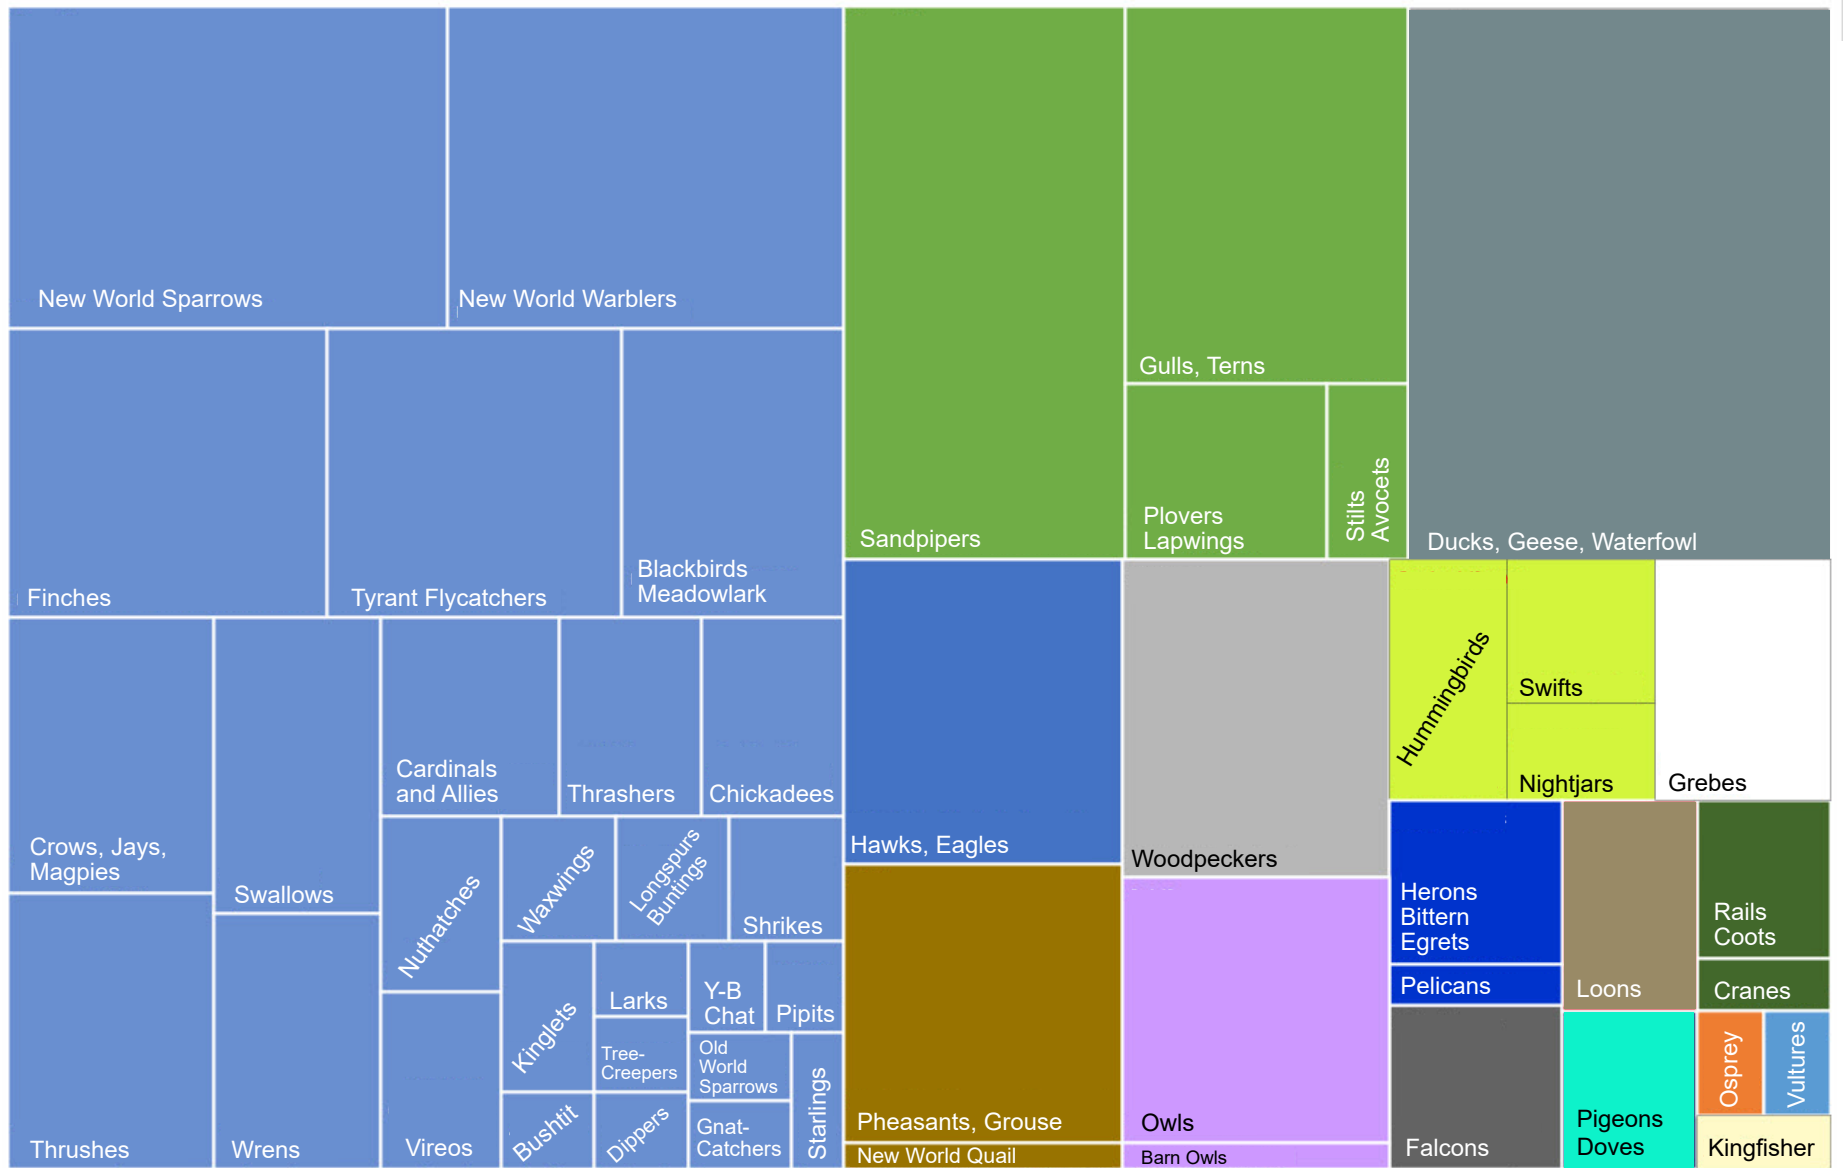 New World Sparrows
New World Warblers
Gulls, Terns
Sandpipers
Plovers
Lapwings
Stilts
Avocets
Ducks, Geese, Waterfowl
Finches
Tyrant Flycatchers
Blackbirds
Meadowlark
Crows, Jays,
Magpies
Swallows
Cardinals
and Allies
Thrashers
Chickadees
Hawks, Eagles
Woodpeckers
Hummingbirds
Swifts
Nightjars
Grebes
Nuthatches
Waxwings
Longspurs
Buntings
Shrikes
Herons
Bittern
Egrets
Pelicans
Loons
Rails
Coots
Cranes
Thrushes
Wrens
Vireos
Kinglets
Larks
Y-B
Chat
Pipits
Tree-
Creepers
Old
World
Sparrows
Starlings
Bushtit
Dippers
Gnat-
Catchers
Pheasants, Grouse
New World Quail
Owls
Barn Owls
Falcons
Pigeons
Doves
Osprey
Vultures
Kingfisher